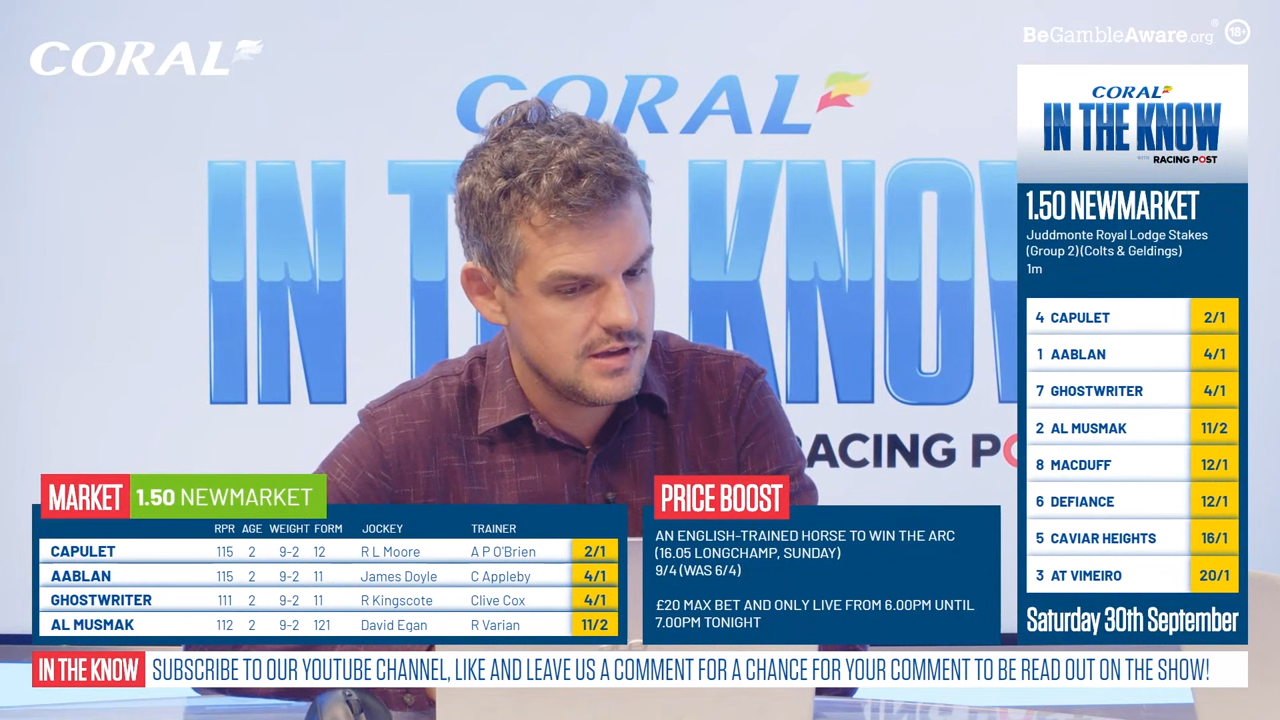 CORAL
BeGambleAware.org® 18+
CORAL
IN THE KNOW
RACING PO
CORAL
IN THE KNOW
WITH RACING POST
1.50 NEWMARKET
Juddmonte Royal Lodge Stakes
(Group 2)(Colts & Geldings)
1m
4 CAPULET 2/1
1 AABLAN 4/1
7 GHOSTWRITER 4/1
2 AL MUSMAK 11/2
8 MACDUFF 12/1
6 DEFIANCE 12/1
5 CAVIAR HEIGHTS 16/1
3 AT VIMEIRO 20/1
Saturday 30th September
MARKET 1.50 NEWMARKET
RPR AGE WEIGHT FORM JOCKEY TRAINER
CAPULET 115 2 9-2 12 R L Moore A P O'Brien 2/1
AABLAN 115 2 9-2 11 James Doyle C Appleby 4/1
GHOSTWRITER 111 2 9-2 11 R Kingscote Clive Cox 4/1
AL MUSMAK 112 2 9-2 121 David Egan R Varian 11/2
PRICE BOOST
AN ENGLISH-TRAINED HORSE TO WIN THE ARC
(16.05 LONGCHAMP, SUNDAY)
9/4 (WAS 6/4)
£20 MAX BET AND ONLY LIVE FROM 6.00PM UNTIL
7.00PM TONIGHT
IN THE KNOW SUBSCRIBE TO OUR YOUTUBE CHANNEL, LIKE AND LEAVE US A COMMENT FOR A CHANCE FOR YOUR COMMENT TO BE READ OUT ON THE SHOW!